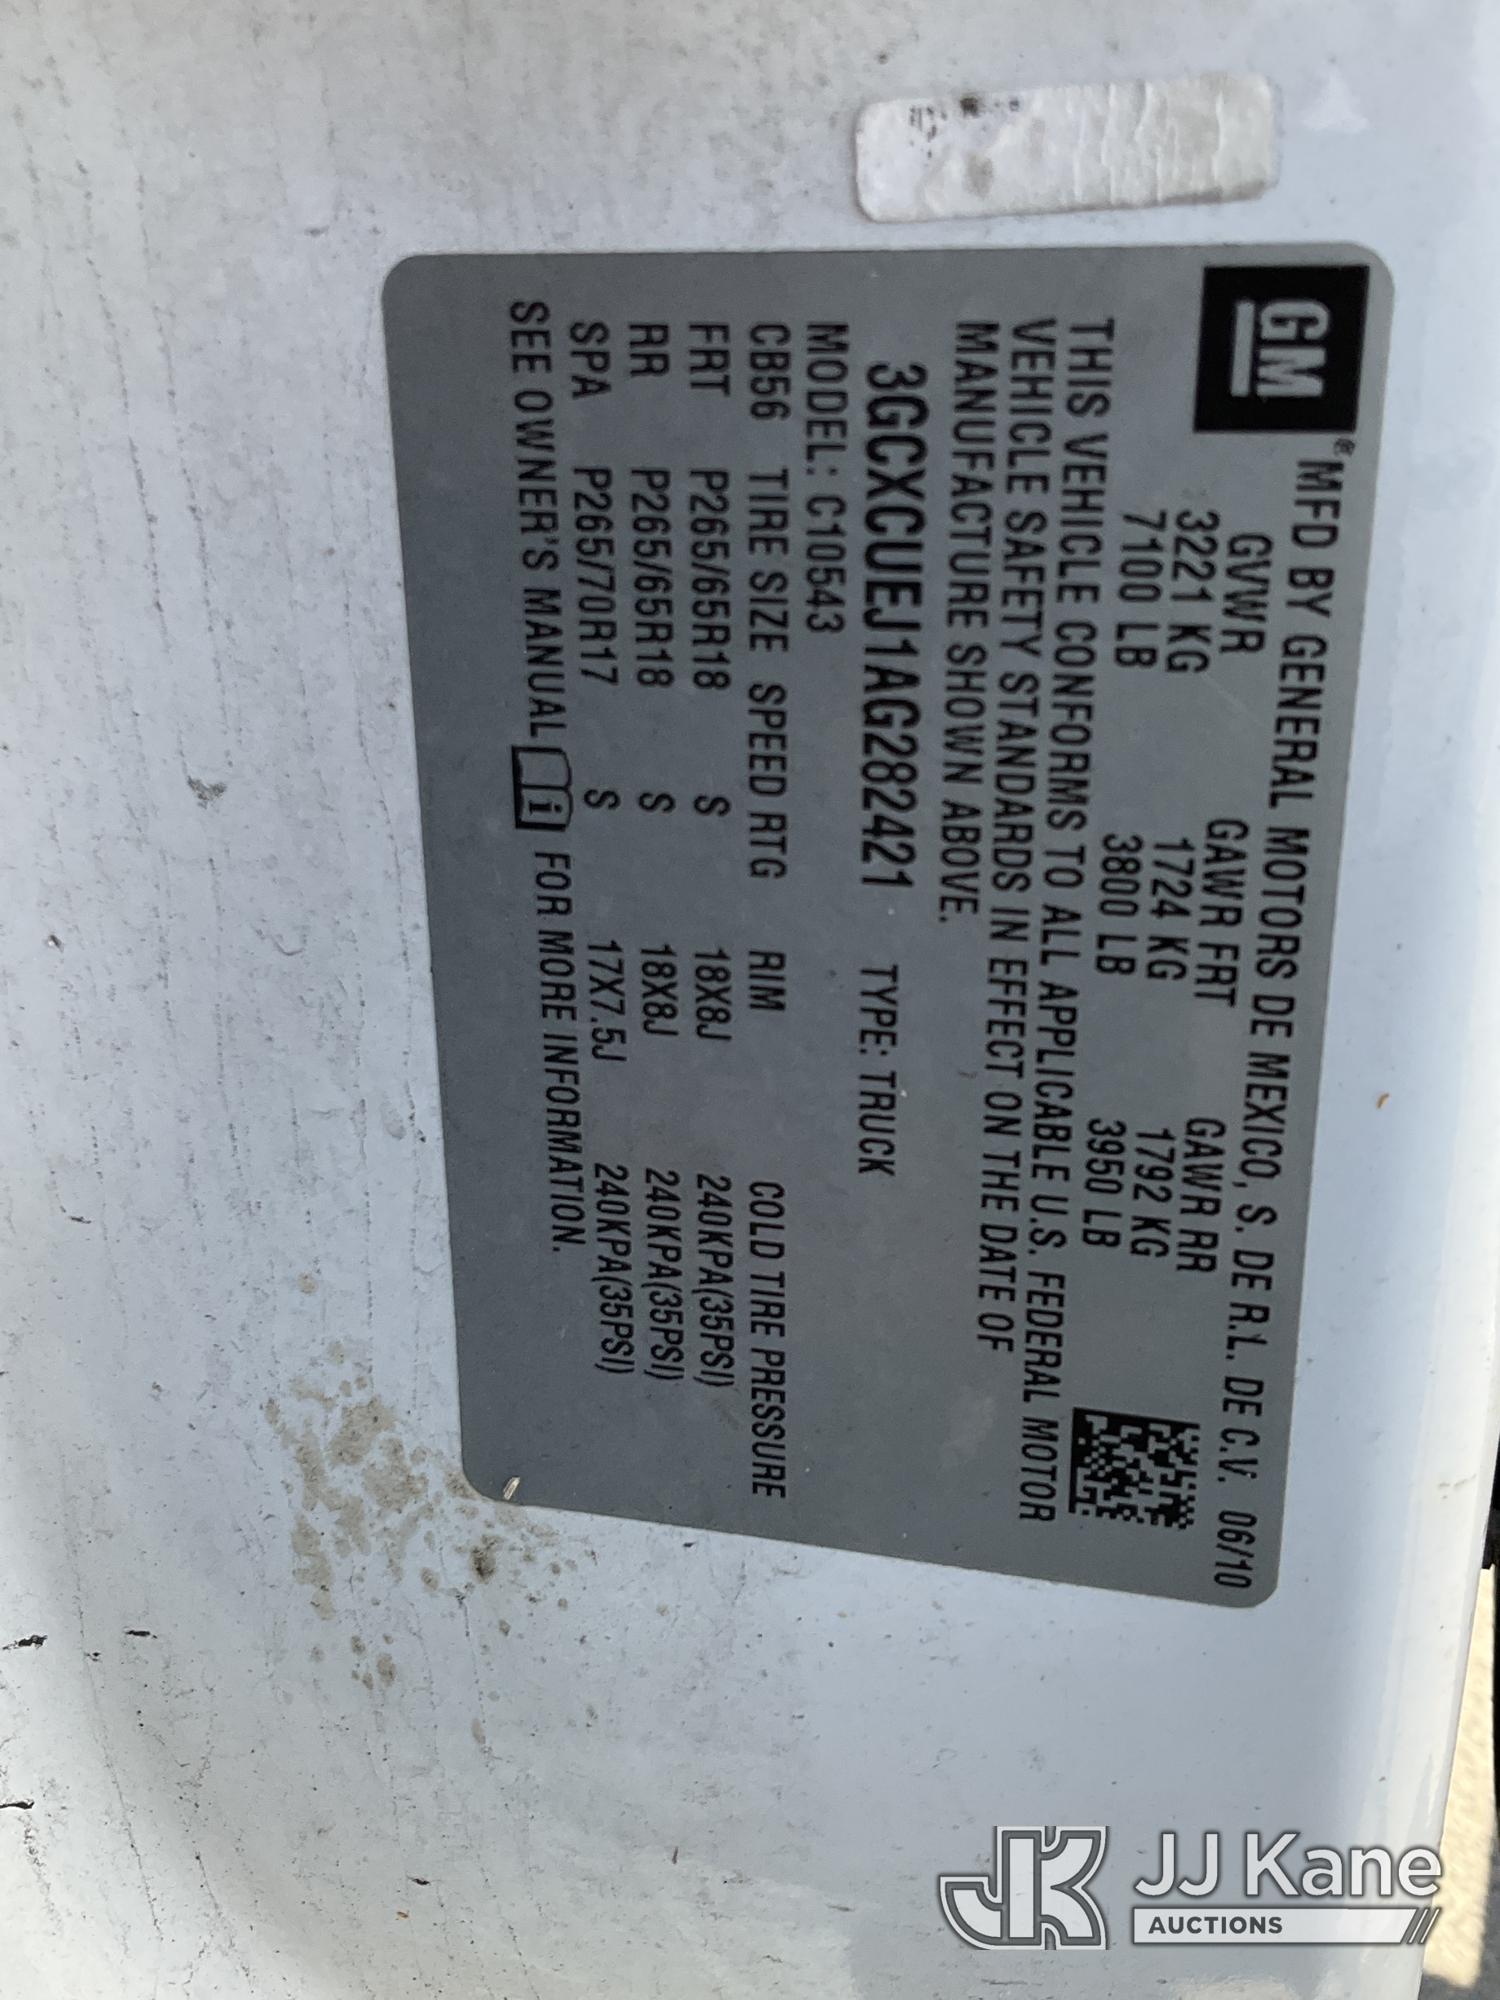 GM® MFD BY GENERAL MOTORS DE MEXICO, S. DE R.L. DE C.V. 06/10
GVWR GAWR FRT GAWR RR
3221 KG 1724 KG 1792 KG
7100 LB 3800 LB 3950 LB
THIS VEHICLE CONFORMS TO ALL APPLICABLE U.S. FEDERAL MOTOR
VEHICLE SAFETY STANDARDS IN EFFECT ON THE DATE OF
MANUFACTURE SHOWN ABOVE.
3GCXCUEJ1AG282421 TYPE: TRUCK
MODEL: C10543
CB56 TIRE SIZE SPEED RTG RIM COLD TIRE PRESSURE
FRT P265/65R18 S 18X8J 240KPA(35PSI)
RR P265/65R18 S 18X8J 240KPA(35PSI)
SPA P265/70R17 S 17X7.5J 240KPA(35PSI)
SEE OWNER'S MANUAL i FOR MORE INFORMATION.
JK JJ Kane
AUCTIONS